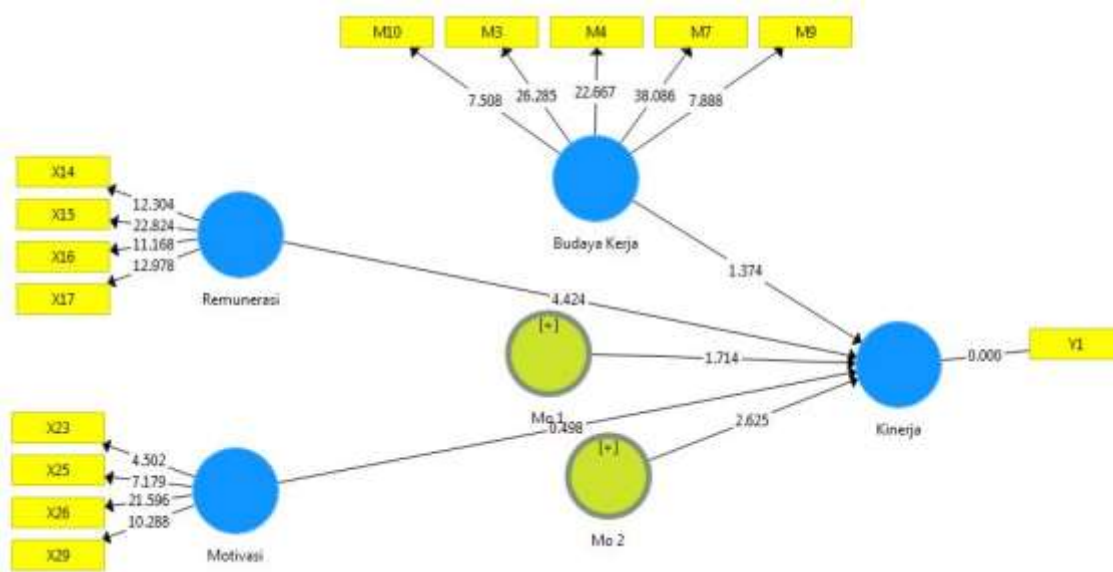 M10
M3
M4
M7
M9
7.508
26.285
22.667
38.086
7.888
Budaya Kerja
X14
X15
X16
X17
12.304
22.824
11.168
12.978
Remunerasi
4.424
1.374
[+]
Mo 1
1.714
0.498
[+]
Mo 2
2.625
Kinerja
0.000
Y1
X23
X25
X26
X29
4.502
7.179
21.596
10.288
Motivasi